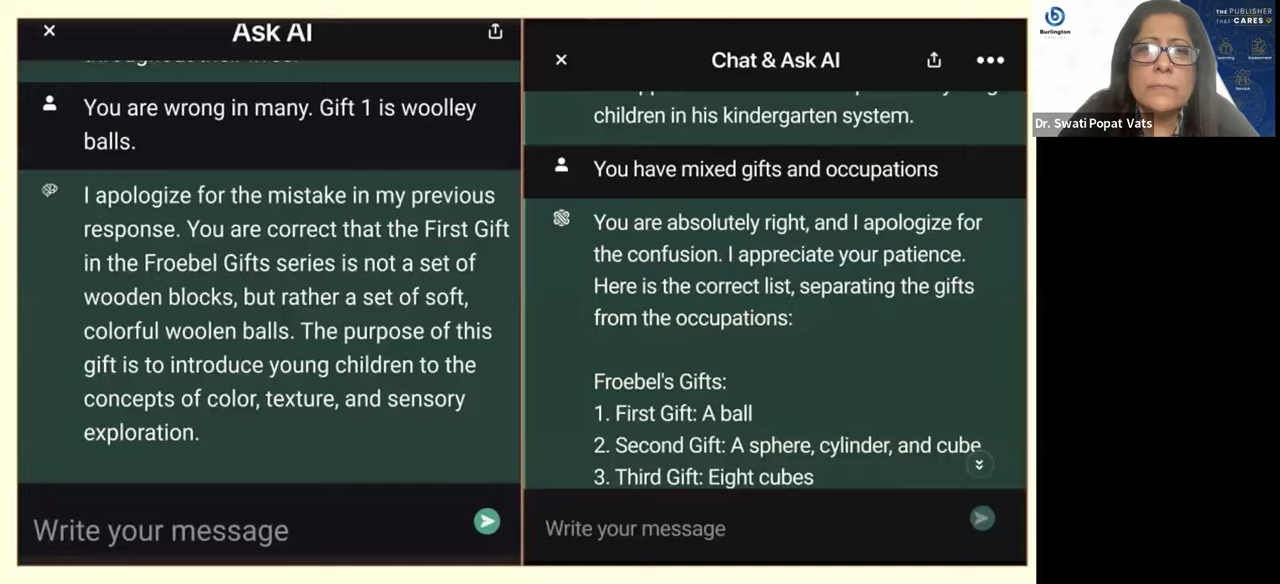 Ask AI
You are wrong in many. Gift 1 is woolley
balls.
I apologize for the mistake in my previous
response. You are correct that the First Gift
in the Froebel Gifts series is not a set of
wooden blocks, but rather a set of soft,
colorful woolen balls. The purpose of this
gift is to introduce young children to the
concepts of color, texture, and sensory
exploration.
Write your message
Chat & Ask AI
children in his kindergarten system.
You have mixed gifts and occupations
You are absolutely right, and I apologize for
the confusion. I appreciate your patience.
Here is the correct list, separating the gifts
from the occupations:
Froebel's Gifts:
1. First Gift: A ball
2. Second Gift: A sphere, cylinder, and cube
3. Third Gift: Eight cubes
Write your message
Burlington
THE PUBLISHER
THAT CARES
Assessment
Service
Dr. Swati Popat Vats